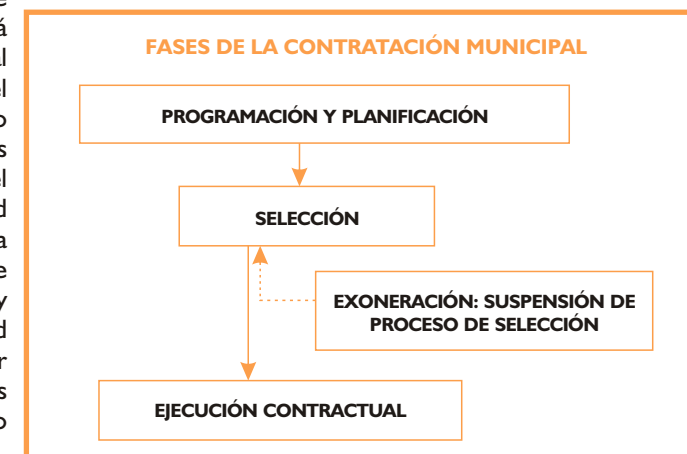 FASES DE LA CONTRATACIÓN MUNICIPAL
PROGRAMACIÓN Y PLANIFICACIÓN
SELECCIÓN
EXONERACIÓN: SUSPENSIÓN DE
PROCESO DE SELECCIÓN
EJECUCIÓN CONTRACTUAL